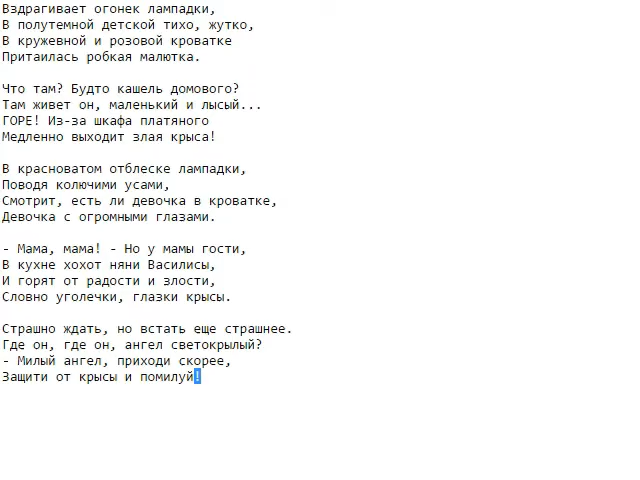 Вздрагивает огонек лампадки,
В полутемной детской тихо, жутко,
В кружевной и розовой кроватке
Притаилась робкая малютка.

Что там? Будто кашель домового?
Там живет он, маленький и лысый...
ГОРЕ! Из-за шкафа платяного
Медленно выходит злая крыса!

В красноватом отблеске лампадки,
Поводя колючими усами,
Смотрит, есть ли девочка в кроватке,
Девочка с огромными глазами.

- Мама, мама! - Но у мамы гости,
В кухне хохот няни Василисы,
И горят от радости и злости,
Словно уголечки, глазки крысы.

Страшно ждать, но встать еще страшнее.
Где он, где он, ангел светокрылый?
- Милый ангел, приходи скорее,
Защити от крысы и помилуй!